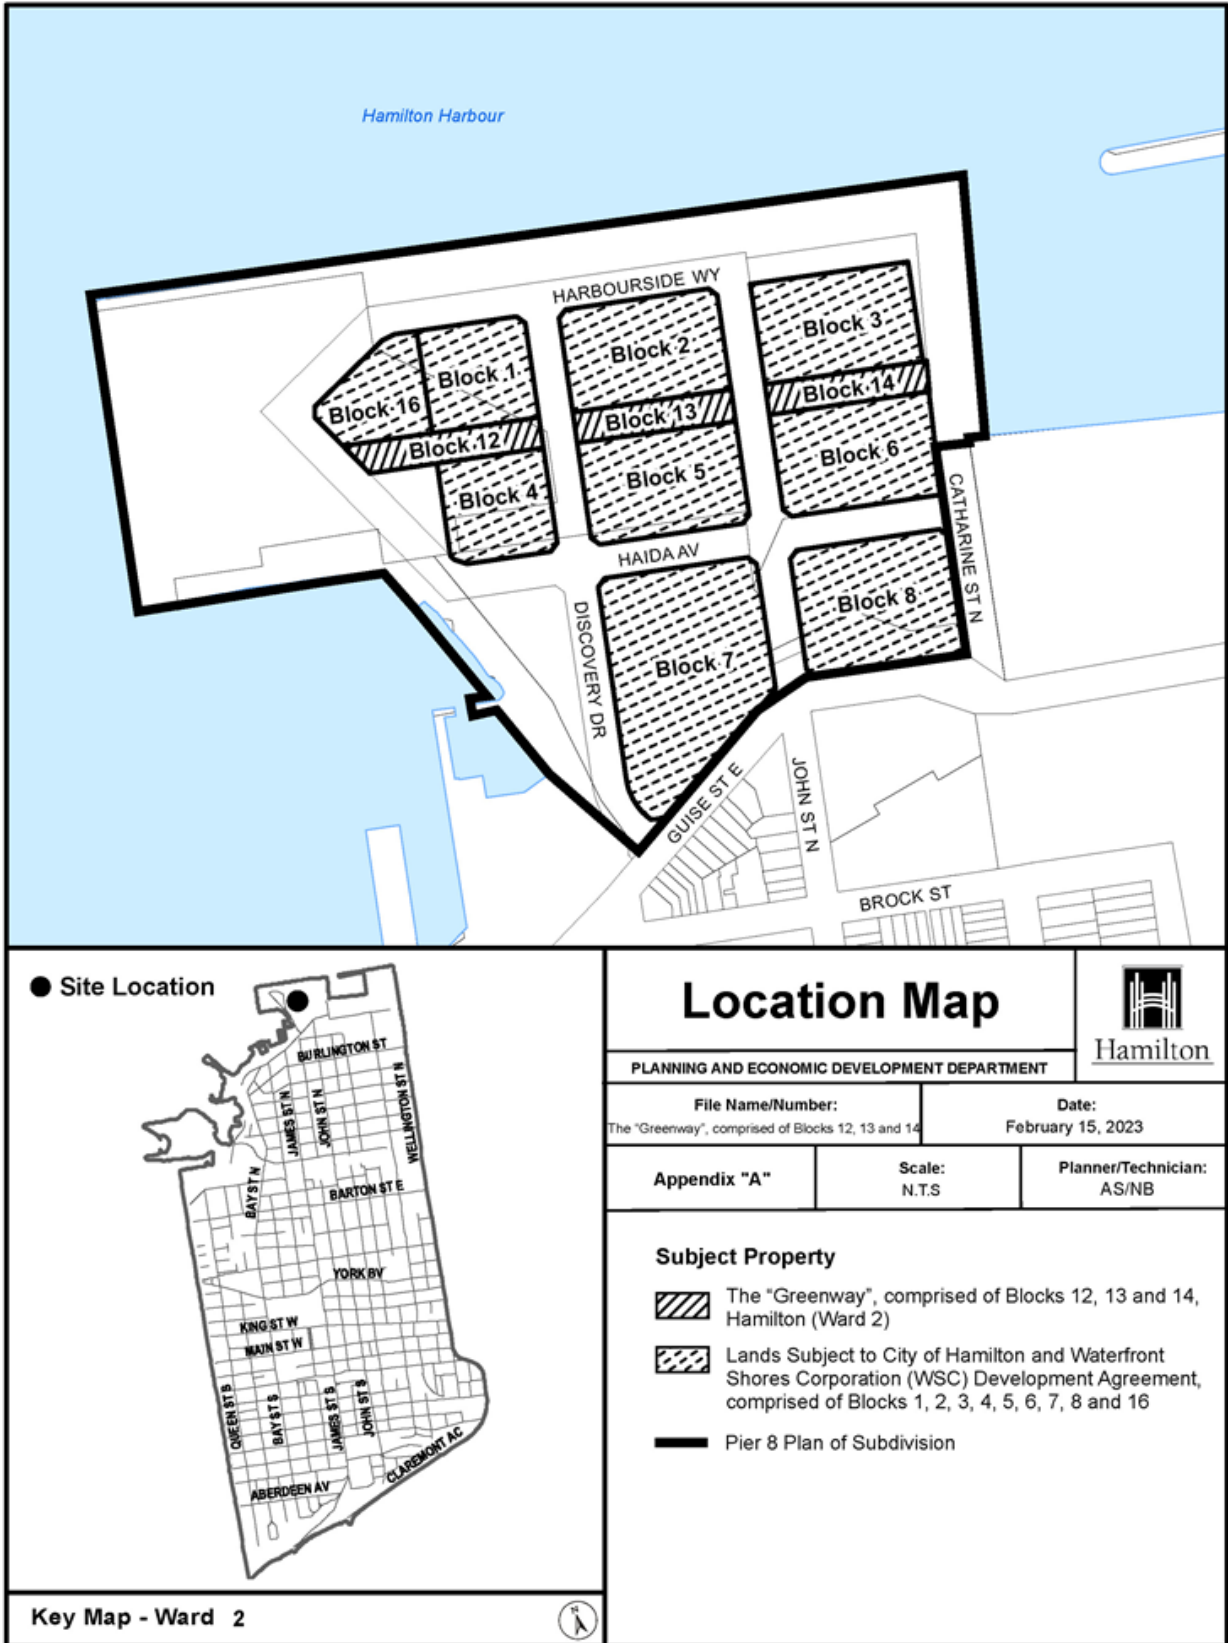 Hamilton Harbour
HARBOURSIDE WY
Block 3
Block 2
Block 1
Block 16
Block 14
Block 13
Block 12
Block 6
Block 5
Block 4
CATHARINE ST N
HAIDA AV
Block 8
DISCOVERY DR
Block 7
GUISE ST E
JOHN ST N
BROCK ST
Site Location
BURLINGTON ST
JAMES ST N
JOHN ST N
WELLINGTON ST N
BAY ST N
BARTON ST E
YORK BV
KING ST W
MAIN ST W
QUEEN ST S
BAY ST S
JAMES ST S
JOHN ST S
CLAREMONT AC
ABERDEEN AV
Key Map - Ward 2
N
Location Map
Hamilton
PLANNING AND ECONOMIC DEVELOPMENT DEPARTMENT
File Name/Number:
The "Greenway", comprised of Blocks 12, 13 and 14
Date:
February 15, 2023
Appendix "A"
Scale:
N.T.S
Planner/Technician:
AS/NB
Subject Property
The "Greenway", comprised of Blocks 12, 13 and 14,
Hamilton (Ward 2)
Lands Subject to City of Hamilton and Waterfront
Shores Corporation (WSC) Development Agreement,
comprised of Blocks 1, 2, 3, 4, 5, 6, 7, 8 and 16
Pier 8 Plan of Subdivision